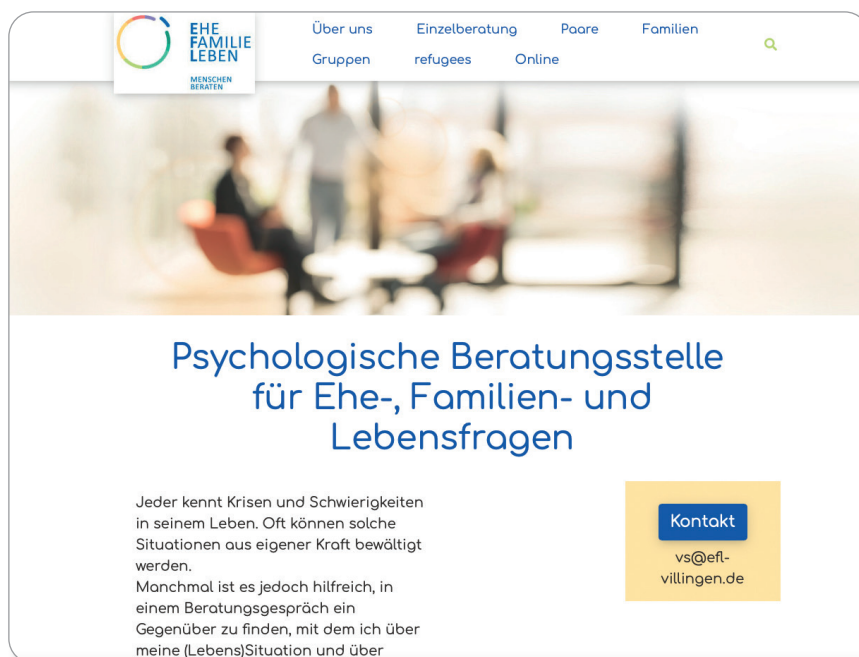 EHE
FAMILIE
LEBEN
MENSCHEN
BERATEN
Über uns Einzelberatung Paare Familien
Gruppen refugees Online
Psychologische Beratungsstelle
für Ehe-, Familien- und
Lebensfragen
Jeder kennt Krisen und Schwierigkeiten
in seinem Leben. Oft können solche
Situationen aus eigener Kraft bewältigt
werden.
Manchmal ist es jedoch hilfreich, in
einem Beratungsgespräch ein
Gegenüber zu finden, mit dem ich über
meine (Lebens)Situation und über
Kontakt
vs@efl-
villingen.de